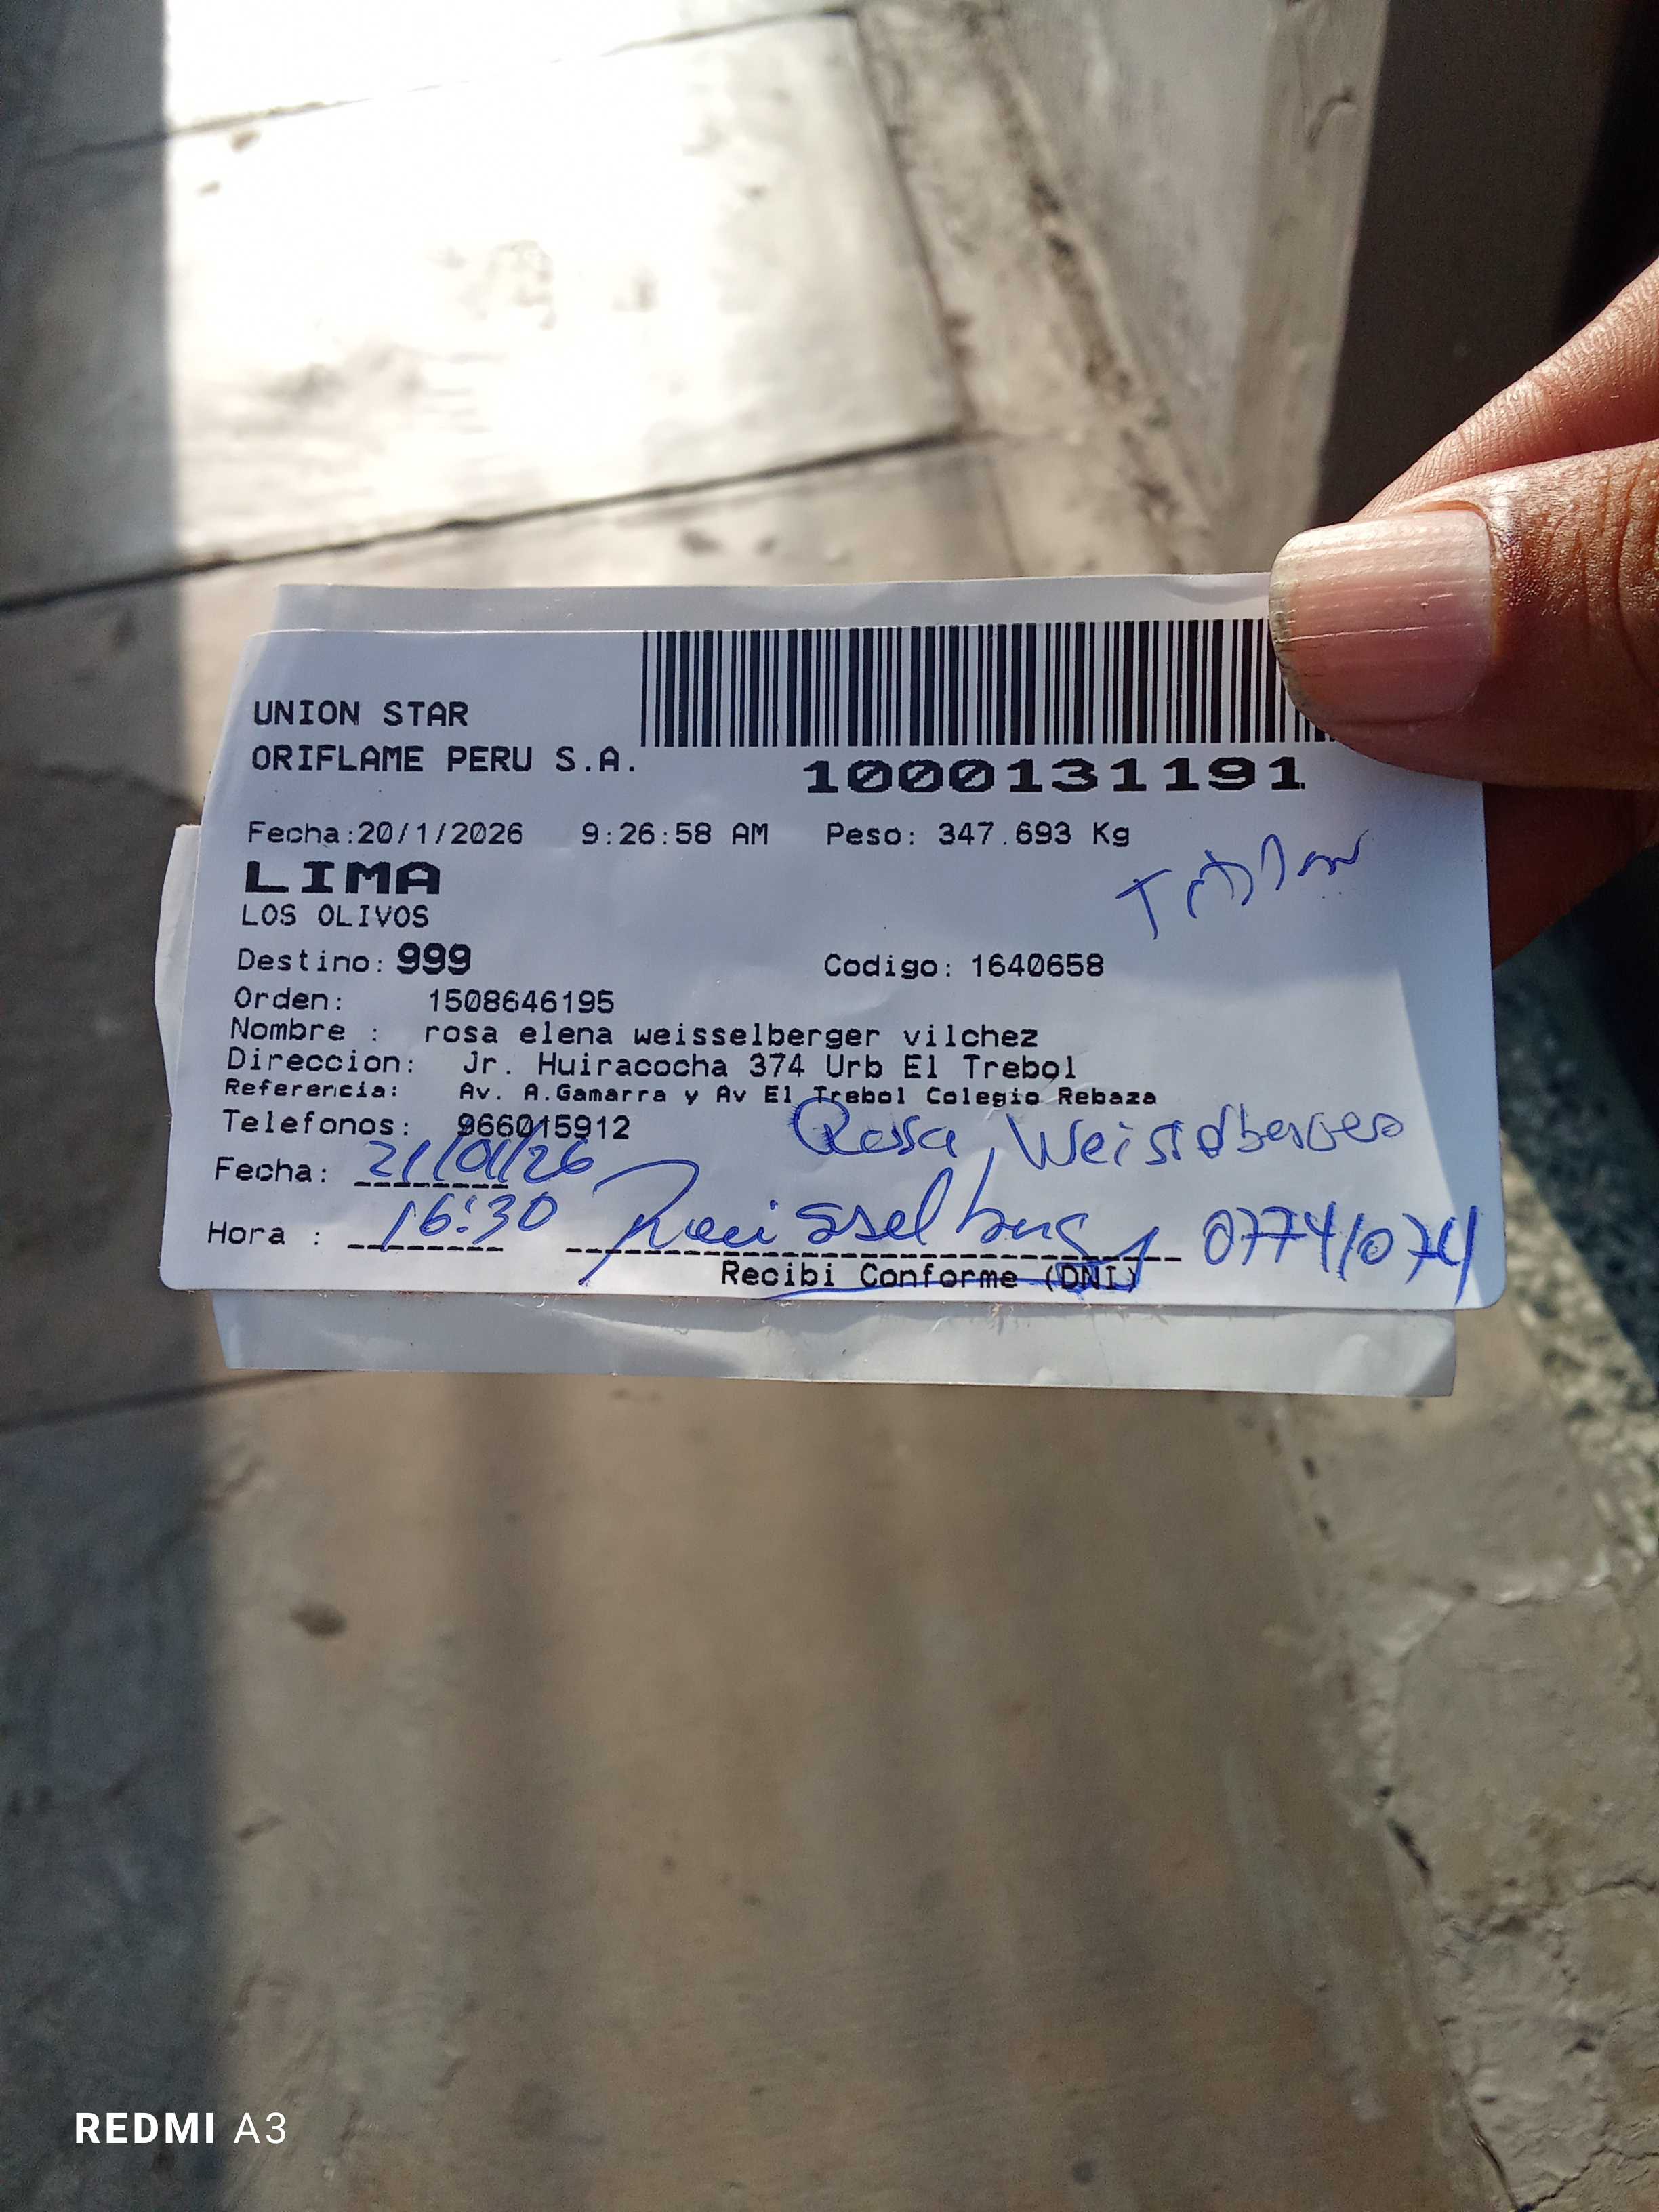 UNION STAR
ORIFLAME PERU S.A.
1000131191
Fecha:20/1/2026 9:26:58 AM Peso: 347.693 Kg
LIMA
LOS OLIVOS
Destino: 999 Codigo: 1640658
Orden: 1508646195
Nombre : rosa elena weisselberger vilchez
Direccion: Jr. Huiracocha 374 Urb El Trebol
Referencia: Av. A.Gamarra y Av El Trebol Colegio Rebaza
Telefonos: 966015912
Rosa
Fecha: 21/01/26
Hora : 16:30 07741074
Recibi Conforme (DNI)
REDMI A3